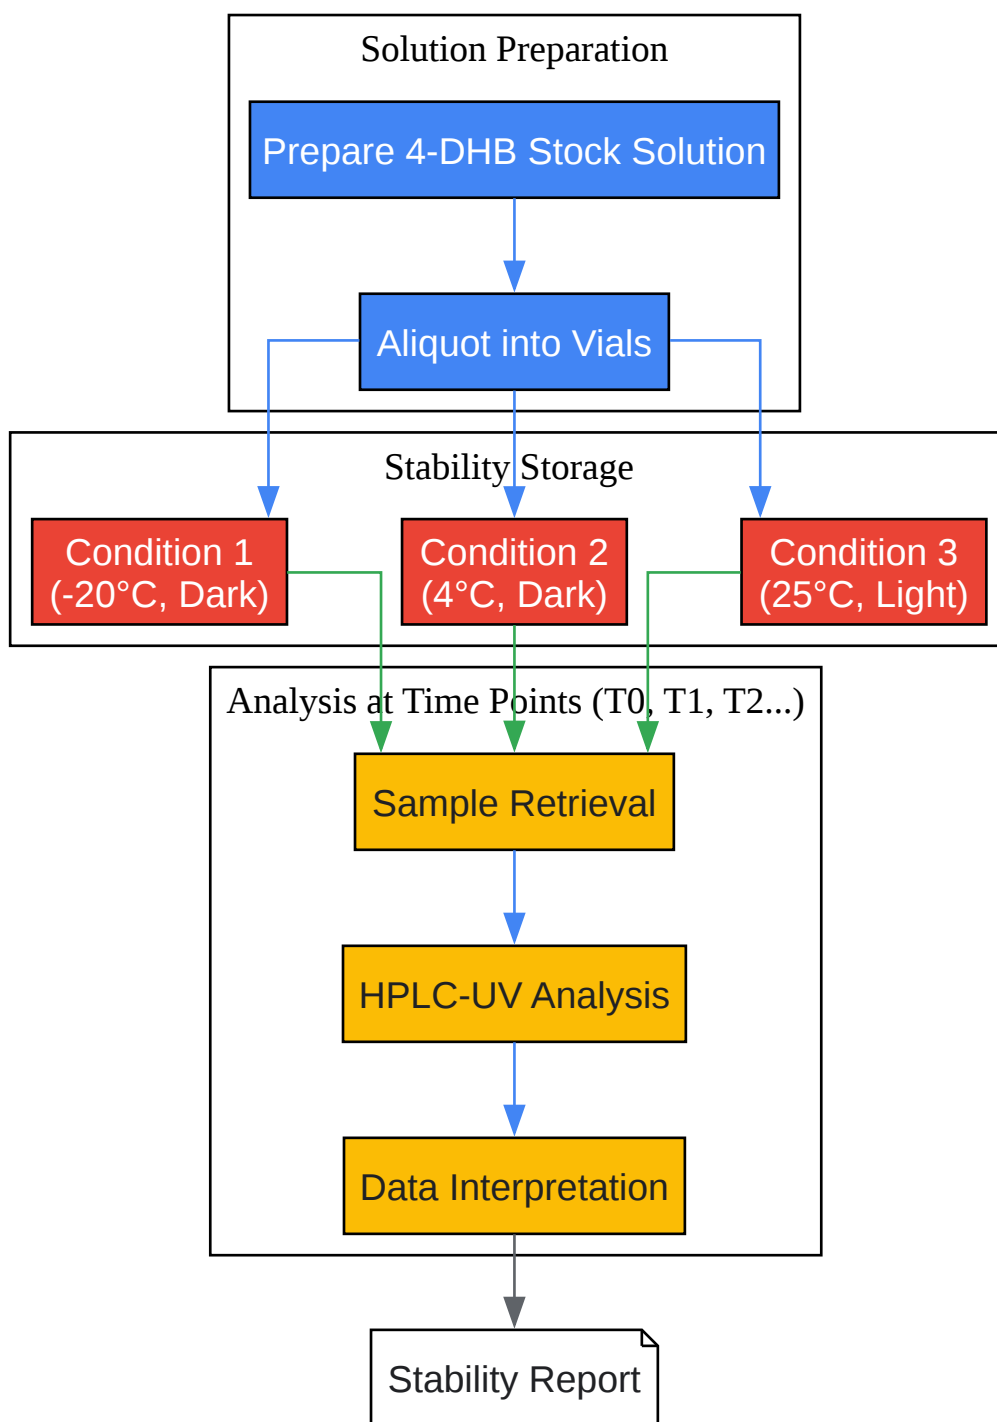 Solution Preparation
Prepare 4-DHB Stock Solution
Aliquot into Vials
Stability Storage
Condition 1
(-20°C, Dark)
Condition 2
(4°C, Dark)
Condition 3
(25°C, Light)
Analysis at Time Points (T0, T1, T2...)
Sample Retrieval
HPLC-UV Analysis
Data Interpretation
Stability Report